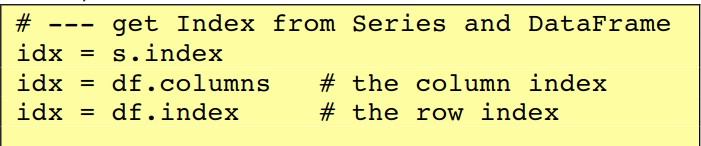 # --- get Index from Series and DataFrame
idx = s.index
idx = df.columns   # the column index
idx = df.index     # the row index